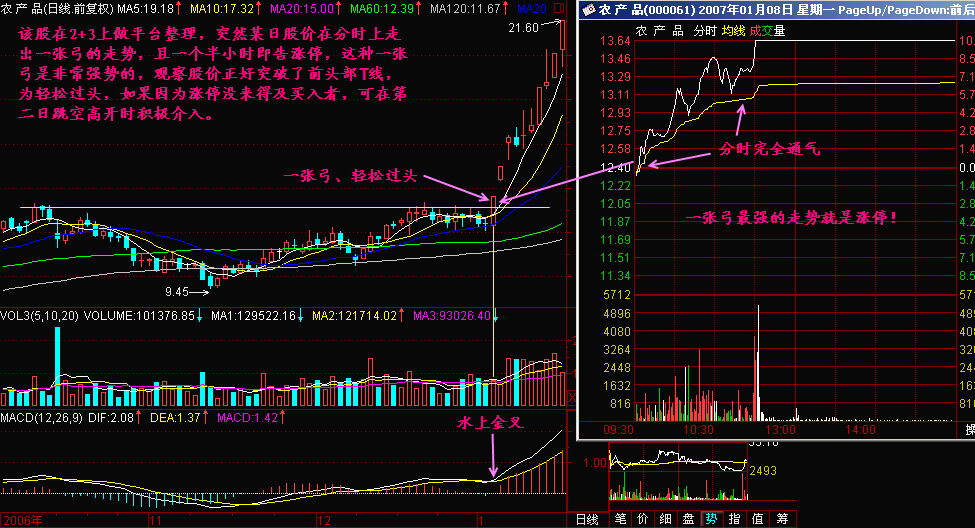 农 产 品(日线.前复权) MA5:19.18↑ MA10:17.32↑ MA20:15.00↑ MA60:12.39↑ MA120:11.67↑ MA20
21.60
该股在2+3上做平台整理，突然某日股价在分时上走
出一张弓的走势，且一个半小时即告涨停，这种一张
弓是非常强势的，观察股价正好突破了前头部T线，
为轻松过头，如果因为涨停没来得及买入者，可在第
二日跳空高开时积极介入。
一张弓、轻松过头
9.45
VOL3(5,10,20) VOLUME:101376.85↓ MA1:129522.16↓ MA2:121714.02↑ MA3:93026.40↓
MACD(12,26,9) DIF:2.08↑ DEA:1.37↑ MACD:1.42↑
水上金叉
2006年 11 12 1
农 产 品(000061) 2007年01月08日 星期一 PageUp/PageDown:前后
农 产 品 分时 均线 成交量
13.64
13.46
13.29
13.11
12.93
12.75
12.58
12.40
12.22
12.05
11.87
11.69
11.51
11.34
5712
4896
4080
3264
2448
1632
816
分时完全通气
一张弓最强的走势就是涨停！
09:30 10:30 13:00 14:00
操
1.00
2493
日线 笔 价 细 盘 势 指 值 筹